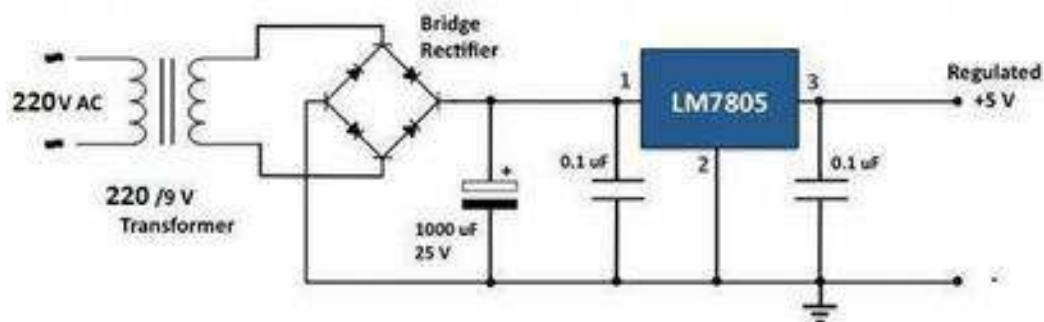 Bridge
Rectifier
220V AC
220 /9 V
Transformer
+
1000 uF
25 V
0.1 uF
1
LM7805
2
3
0.1 uF
Regulated
+5 V
-